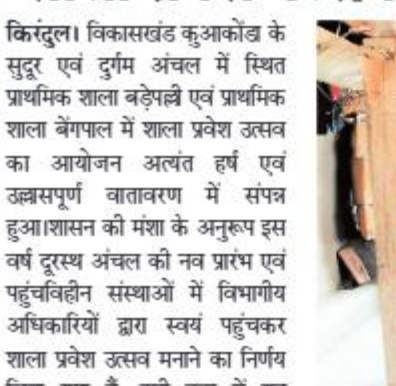 किरंदुल। विकासखंड कुआकोंडा के
सुदूर एवं दुर्गम अंचल में स्थित
प्राथमिक शाला बड़ेपल्ली एवं प्राथमिक
शाला बेंगपाल में शाला प्रवेश उत्सव
का आयोजन अत्यंत हर्ष एवं
उल्लासपूर्ण वातावरण में संपन्न
हुआ।शासन की मंशा के अनुरूप इस
वर्ष दूरस्थ अंचल की नव प्रारंभ एवं
पहुंचविहीन संस्थाओं में विभागीय
अधिकारियों द्वारा स्वयं पहुंचकर
शाला प्रवेश उत्सव मनाने का निर्णय